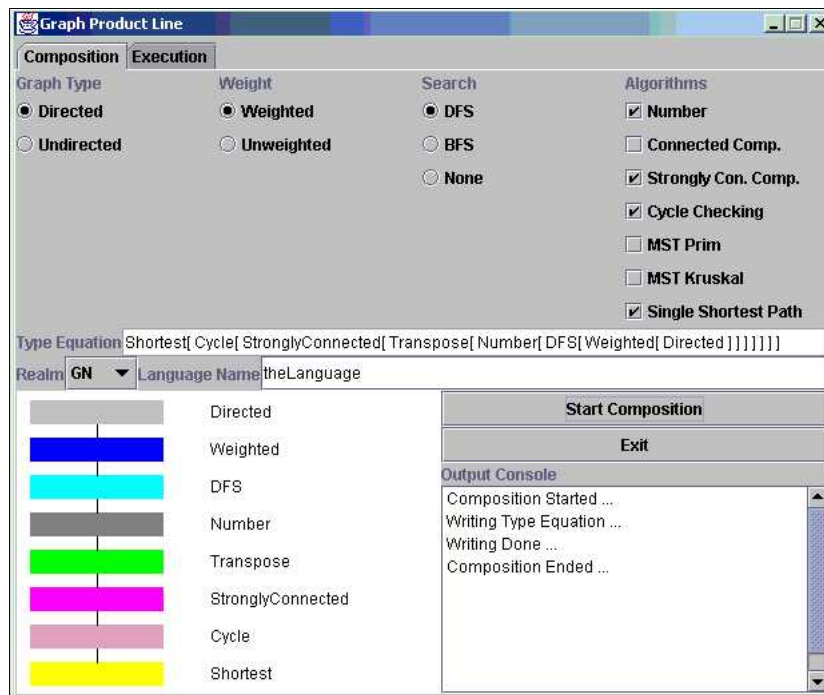 Graph Product Line
Composition Execution
Graph Type Weight Search Algorithms
Directed Weighted DFS Number
Undirected Unweighted BFS Connected Comp.
None Strongly Con. Comp.
Cycle Checking
MST Prim
MST Kruskal
Single Shortest Path
Type Equation Shortest[ Cycle[ StronglyConnected[ Transpose[ Number[ DFS[ Weighted[ Directed ] ] ] ] ] ] ]
Realm GN Language Name theLanguage
Directed
Weighted
DFS
Number
Transpose
StronglyConnected
Cycle
Shortest
Start Composition
Exit
Output Console
Composition Started ...
Writing Type Equation ...
Writing Done ...
Composition Ended ...